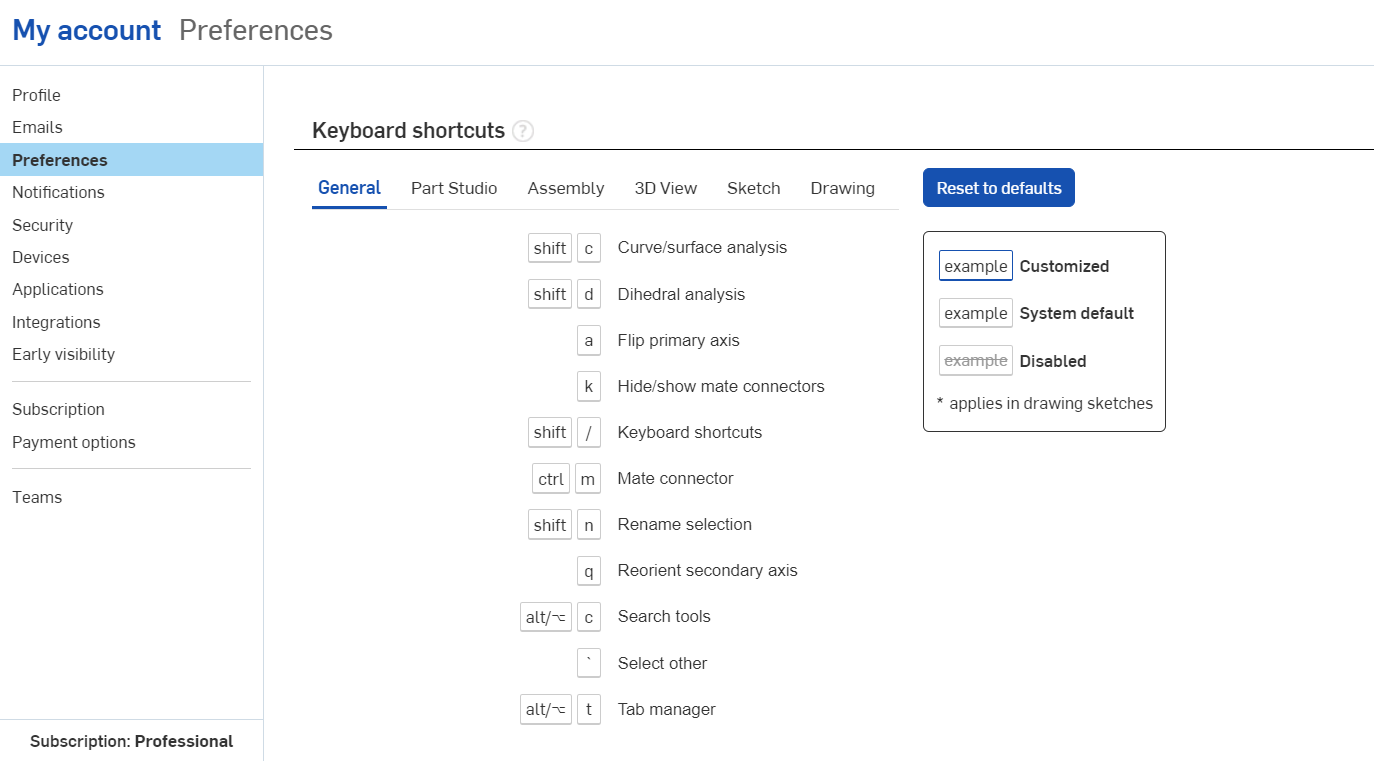 My account Preferences
Profile
Emails
Preferences
Notifications
Security
Devices
Applications
Integrations
Early visibility
Subscription
Payment options
Teams
Subscription: Professional
Keyboard shortcuts ?
General Part Studio Assembly 3D View Sketch Drawing
shift c Curve/surface analysis
shift d Dihedral analysis
a Flip primary axis
k Hide/show mate connectors
shift / Keyboard shortcuts
ctrl m Mate connector
shift n Rename selection
q Reorient secondary axis
alt/⌥ c Search tools
` Select other
alt/⌥ t Tab manager
Reset to defaults
example Customized
example System default
example Disabled
* applies in drawing sketches